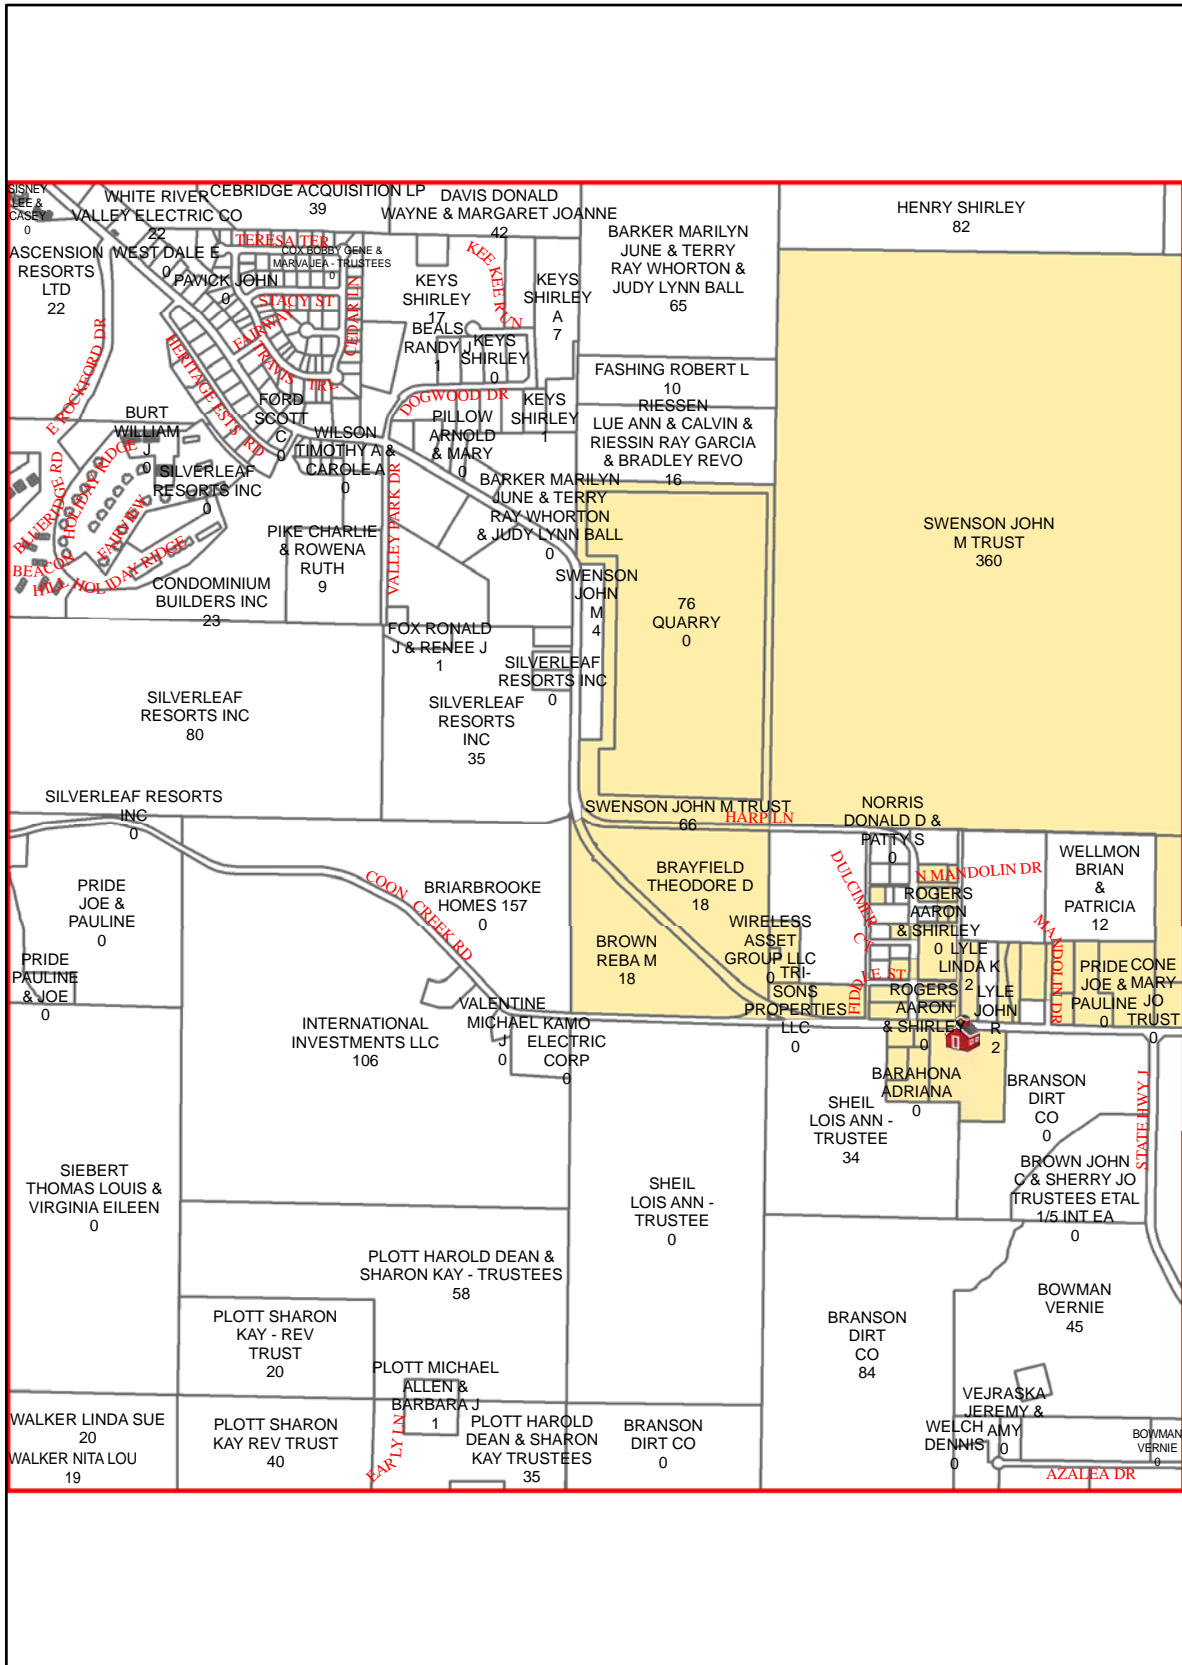 SISNEY
LEE &
CASEY
0
WHITE RIVER
VALLEY ELECTRIC CO
22
CEBRIDGE ACQUISITION LP
39
DAVIS DONALD
WAYNE & MARGARET JOANNE
42
HENRY SHIRLEY
82
BARKER MARILYN
JUNE & TERRY
RAY WHORTON &
JUDY LYNN BALL
65
ASCENSION
RESORTS
LTD
22
WEST DALE E
0
TERESA TER
COX BOBBY GENE &
MARVAJEA - TRUSTEES
0
PAVICK JOHN
0
STACY ST
FAIRWAY
TRAVIS TRL
CEDAR LN
KEE KEE RUN
KEYS
SHIRLEY
17
KEYS
SHIRLEY
A
7
BEALS
RANDY J
1
KEYS
SHIRLEY
0
FASHING ROBERT L
10
RIESSEN
LUE ANN & CALVIN &
RIESSIN RAY GARCIA
& BRADLEY REVO
16
E ROCKFORD DR
HERITAGE ESTS RD
DOGWOOD DR
KEYS
SHIRLEY
1
BURT
WILLIAM
J
0
FORD
SCOTT
C
0
WILSON
TIMOTHY A &
CAROLE A
0
PILLOW
ARNOLD
& MARY
0
SILVERLEAF
RESORTS INC
0
BARKER MARILYN
JUNE & TERRY
RAY WHORTON
& JUDY LYNN BALL
0
BLUERIDGE RD
HOLIDAY RIDGE
FAIRVIEW
BEACON
HILL HOLIDAY RIDGE
VALLEY PARK DR
PIKE CHARLIE
& ROWENA
RUTH
9
CONDOMINIUM
BUILDERS INC
23
SWENSON JOHN
M TRUST
360
SWENSON
JOHN
M
4
76
QUARRY
0
FOX RONALD
J & RENEE J
1
SILVERLEAF
RESORTS INC
0
SILVERLEAF
RESORTS INC
80
SILVERLEAF
RESORTS
INC
35
SILVERLEAF RESORTS
INC
0
SWENSON JOHN M TRUST
66
HARP LN
NORRIS
DONALD D &
PATTY S
0
WELLMON
BRIAN
&
PATRICIA
12
PRIDE
JOE &
PAULINE
0
COON CREEK RD
BRIARBROOKE
HOMES 157
0
BRAYFIELD
THEODORE D
18
DULCIMER CT
N MANDOLIN DR
ROGERS
AARON
& SHIRLEY
0
BROWN
REBA M
18
WIRELESS
ASSET
GROUP LLC
0
LYLE
LINDA K
2
MANDOLIN DR
PRIDE
PAULINE
& JOE
0
TRI-
SONS
PROPERTIES
LLC
0
FIDDLE ST
ROGERS
AARON
& SHIRLEY
0
LYLE
JOHN
R
2
PRIDE
JOE &
PAULINE
0
CONE
MARY
JO
TRUST
0
INTERNATIONAL
INVESTMENTS LLC
106
VALENTINE
MICHAEL
J
0
KAMO
ELECTRIC
CORP
0
BARAHONA
ADRIANA
0
BRANSON
DIRT
CO
0
STATE HWY J
SHEIL
LOIS ANN -
TRUSTEE
34
BROWN JOHN
C & SHERRY JO
TRUSTEES ETAL
1/5 INT EA
0
SIEBERT
THOMAS LOUIS &
VIRGINIA EILEEN
0
SHEIL
LOIS ANN -
TRUSTEE
0
PLOTT HAROLD DEAN &
SHARON KAY - TRUSTEES
58
BOWMAN
VERNIE
45
PLOTT SHARON
KAY - REV
TRUST
20
BRANSON
DIRT
CO
84
PLOTT MICHAEL
ALLEN &
BARBARA J
1
VEJRASKA
JEREMY &
AMY
0
WALKER LINDA SUE
20
WALKER NITA LOU
19
PLOTT SHARON
KAY REV TRUST
40
EARLY LN
PLOTT HAROLD
DEAN & SHARON
KAY TRUSTEES
35
BRANSON
DIRT CO
0
WELCH
DENNIS
0
BOWMAN
VERNIE
0
AZALEA DR